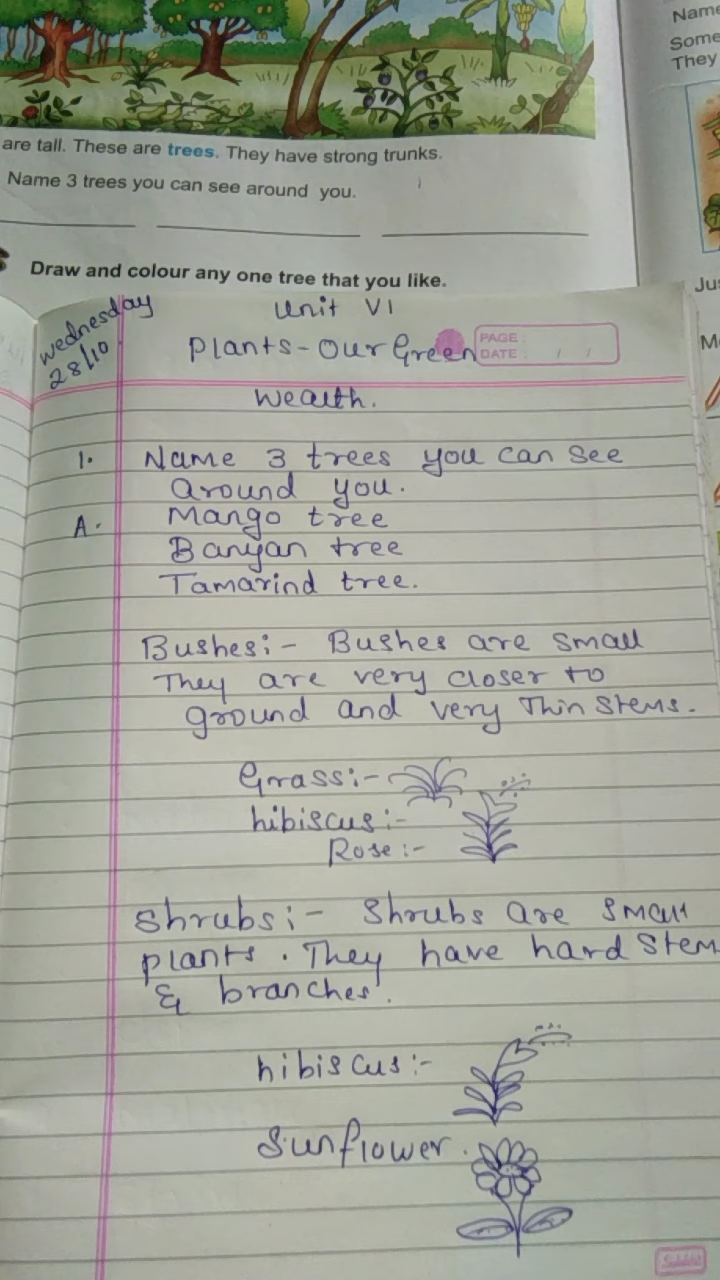 are tall. These are trees. They have strong trunks.
Name 3 trees you can see around you.
Draw and colour any one tree that you like.
Name
Some
They
Jus
wednesday
28/10
Unit VI
Plants - Our Green
Wealth.
PAGE :
DATE : / /
1. Name 3 trees you can see
around you.
A. Mango tree
Banyan tree
Tamarind tree.
Bushes:- Bushes are small
They are very closer to
ground and very Thin Stems.
Grass:-
hibiscus:-
Rose:-
Shrubs:- Shrubs are small
plants. They have hard Stem
& branches.
hibiscus:-
Sunflower.